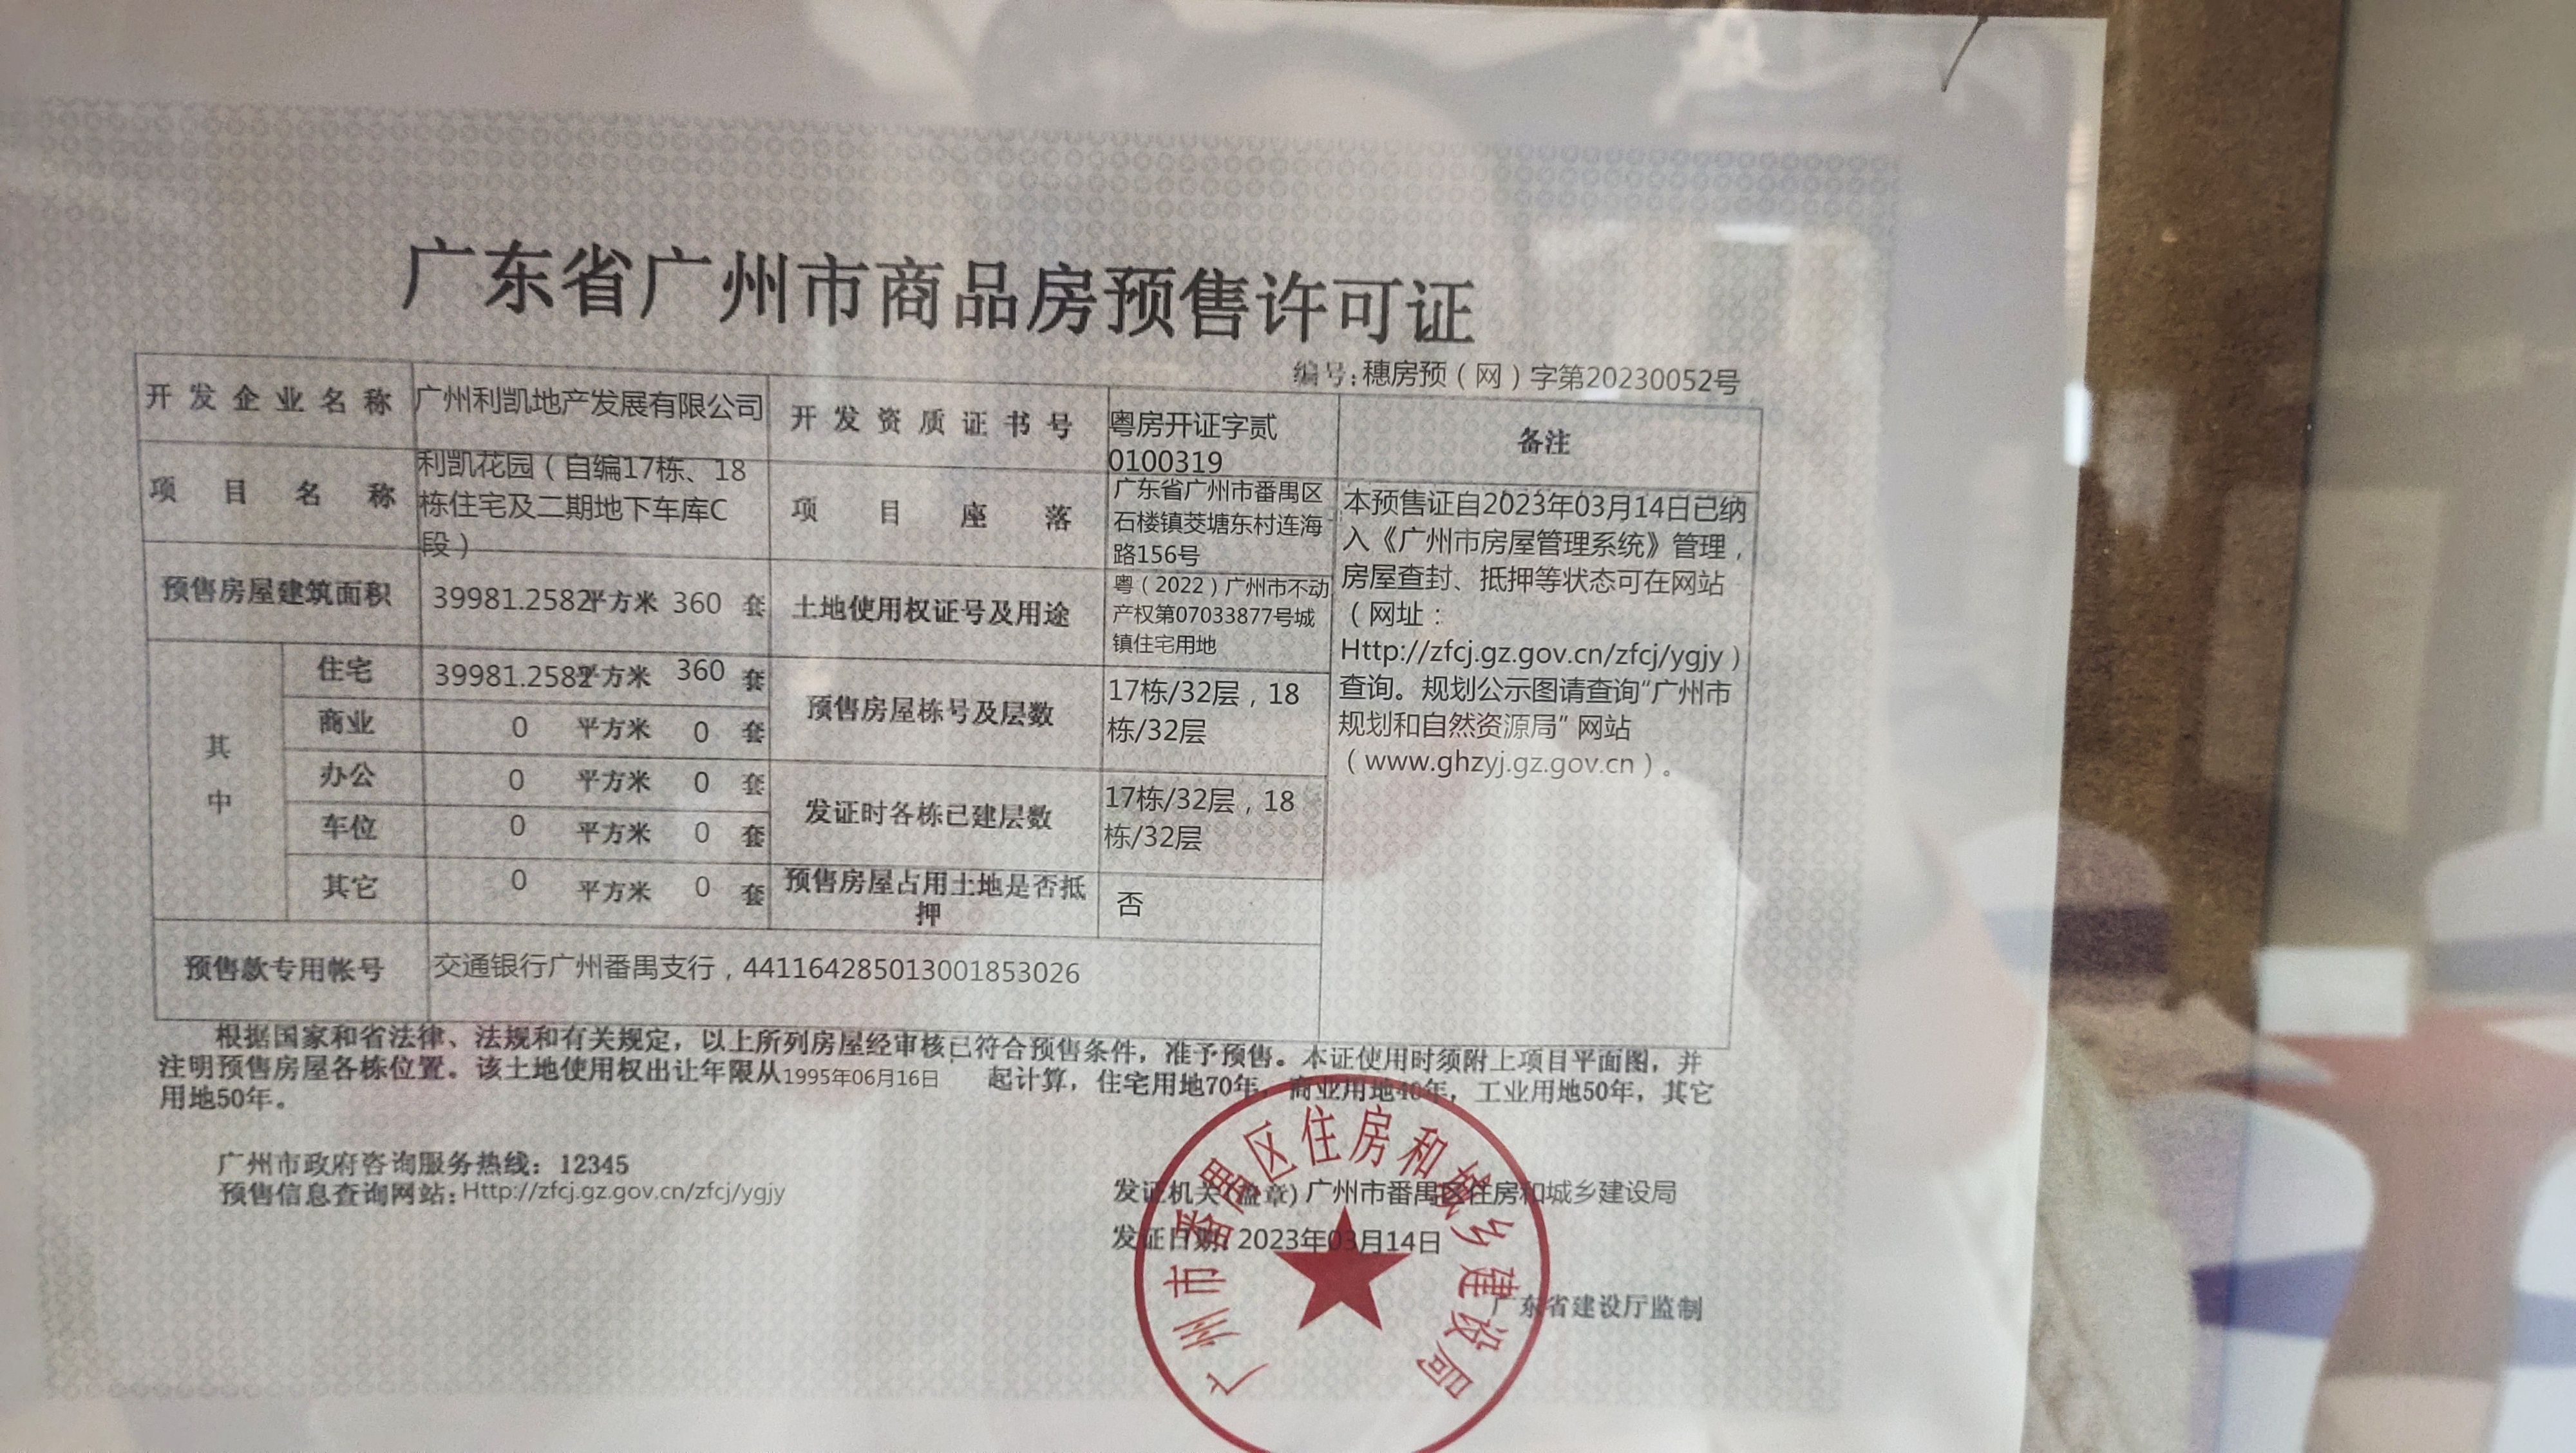 广东省广州市商品房预售许可证
编号:穗房预（网）字第20230052号
开发企业名称
广州利凯地产发展有限公司
开发资质证书号
粤房开证字贰
0100319
备注
项目名称
利凯花园（自编17栋、18
栋住宅及二期地下车库C
段）
项目座落
广东省广州市番禺区
石楼镇茭塘东村连海
路156号
本预售证自2023年03月14日已纳
入《广州市房屋管理系统》管理，
房屋查封、抵押等状态可在网站
（网址：
Http://zfcj.gz.gov.cn/zfcj/ygjy）
查询。规划公示图请查询“广州市
规划和自然资源局”网站
（www.ghzyj.gz.gov.cn）。
预售房屋建筑面积
39981.2582平方米 360 套
土地使用权证号及用途
粤（2022）广州市不动
产权第07033877号城
镇住宅用地
其中
住宅 39981.2582平方米 360 套
商业 0 平方米 0 套
办公 0 平方米 0 套
车位 0 平方米 0 套
其它 0 平方米 0 套
预售房屋栋号及层数
17栋/32层，18
栋/32层
发证时各栋已建层数
17栋/32层，18
栋/32层
预售房屋占用土地是否抵
押
否
预售款专用帐号
交通银行广州番禺支行，441164285013001853026
根据国家和省法律、法规和有关规定，以上所列房屋经审核已符合预售条件，准予预售。本证使用时须附上项目平面图，并
注明预售房屋各栋位置。该土地使用权出让年限从1995年06月16日 起计算，住宅用地70年，商业用地40年，工业用地50年，其它
用地50年。
广州市政府咨询服务热线：12345
预售信息查询网站:Http://zfcj.gz.gov.cn/zfcj/ygjy
发证机关(盖章)广州市番禺区住房和城乡建设局
发证日期:2023年03月14日
广东省建设厅监制
广州市番禺区住房和城乡建设局